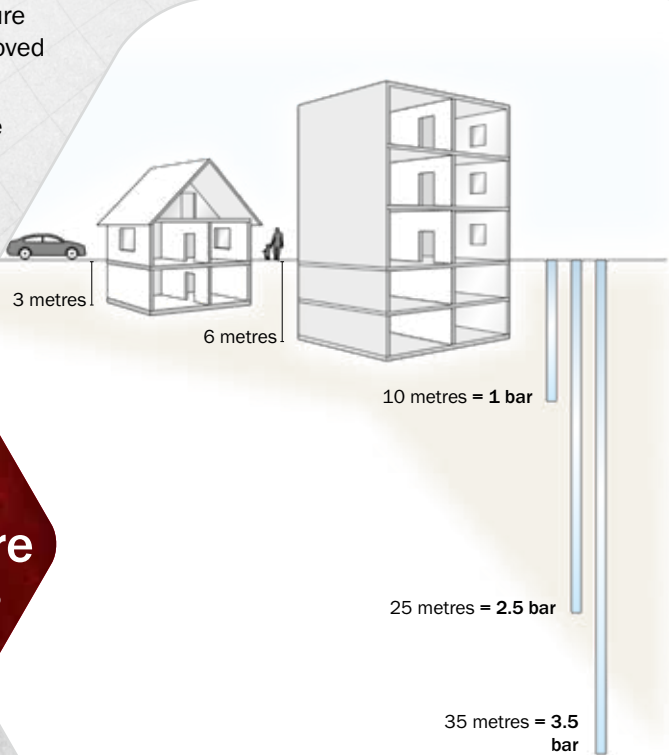 3 metres
6 metres
10 metres = 1 bar
25 metres = 2.5 bar
35 metres = 3.5
bar